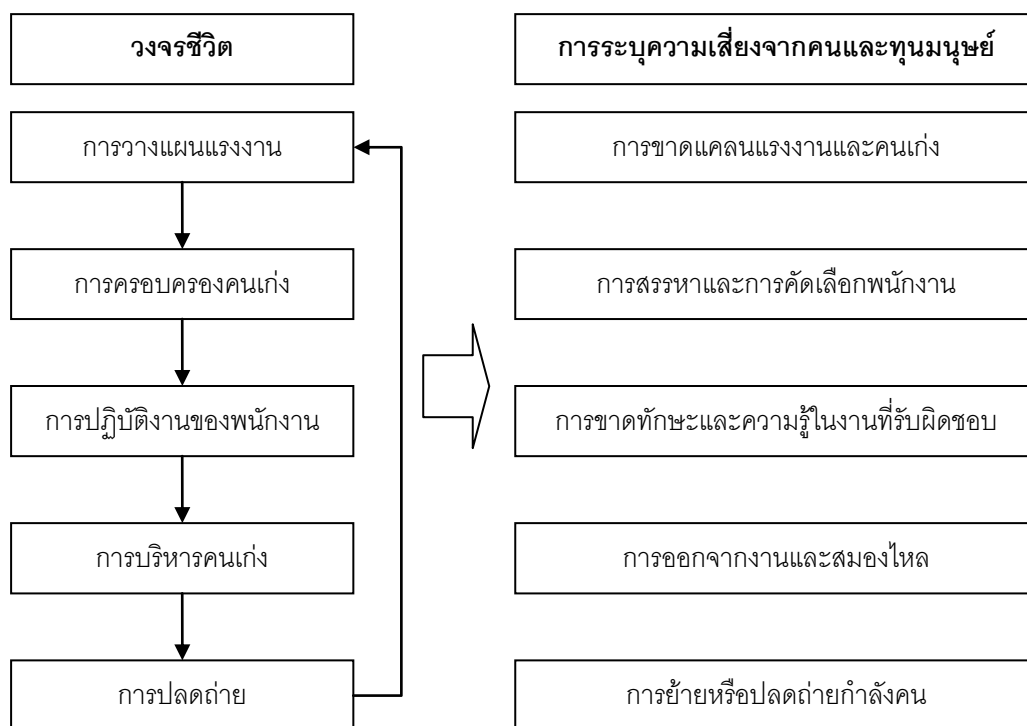 วงจรชีวิต
การระบุความเสี่ยงจากคนและทุนมนุษย์
การวางแผนแรงงาน
การขาดแคลนแรงงานและคนเก่ง
การครอบครองคนเก่ง
การสรรหาและการคัดเลือกพนักงาน
การปฏิบัติงานของพนักงาน
การขาดทักษะและความรู้ในงานที่รับผิดชอบ
การบริหารคนเก่ง
การออกจากงานและสมองไหล
การปลดถ่าย
การย้ายหรือปลดถ่ายกำลังคน